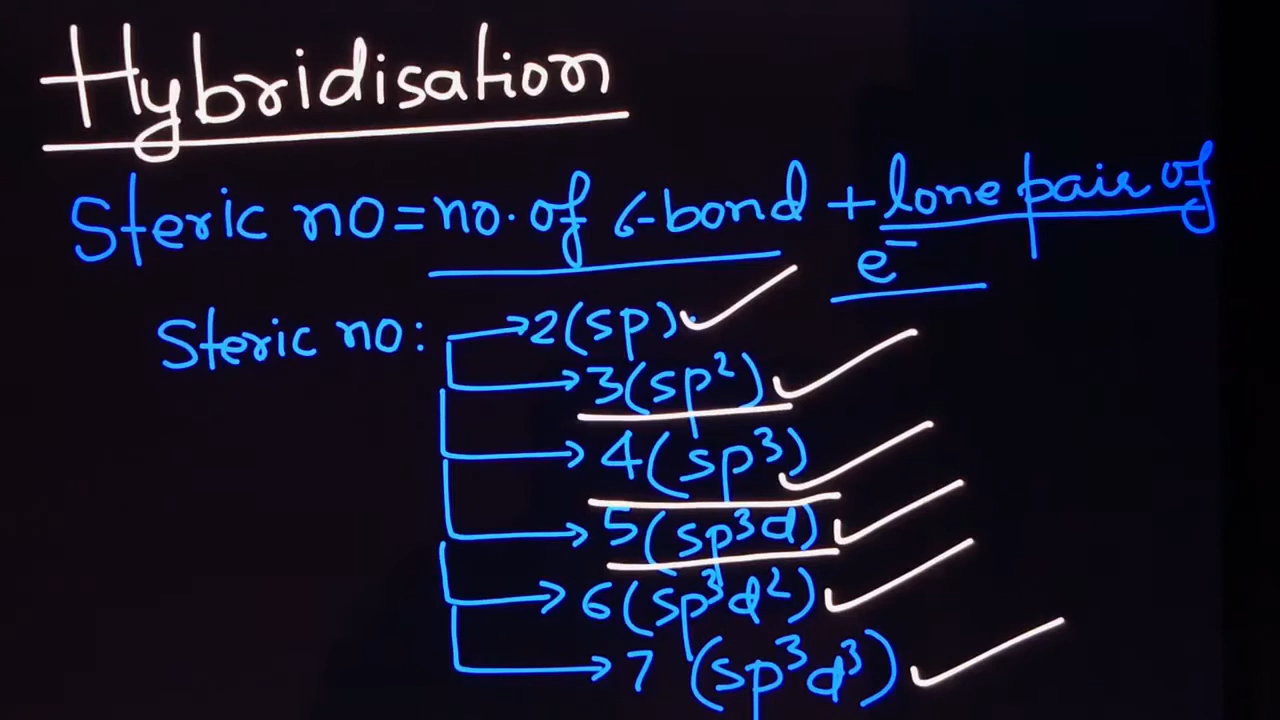 Hybridisation
Steric no = no. of σ-bond + lone pair of
e⁻
Steric no: → 2 (sp)
→ 3 (sp²)
→ 4 (sp³)
→ 5 (sp³d)
→ 6 (sp³d²)
→ 7 (sp³d³)